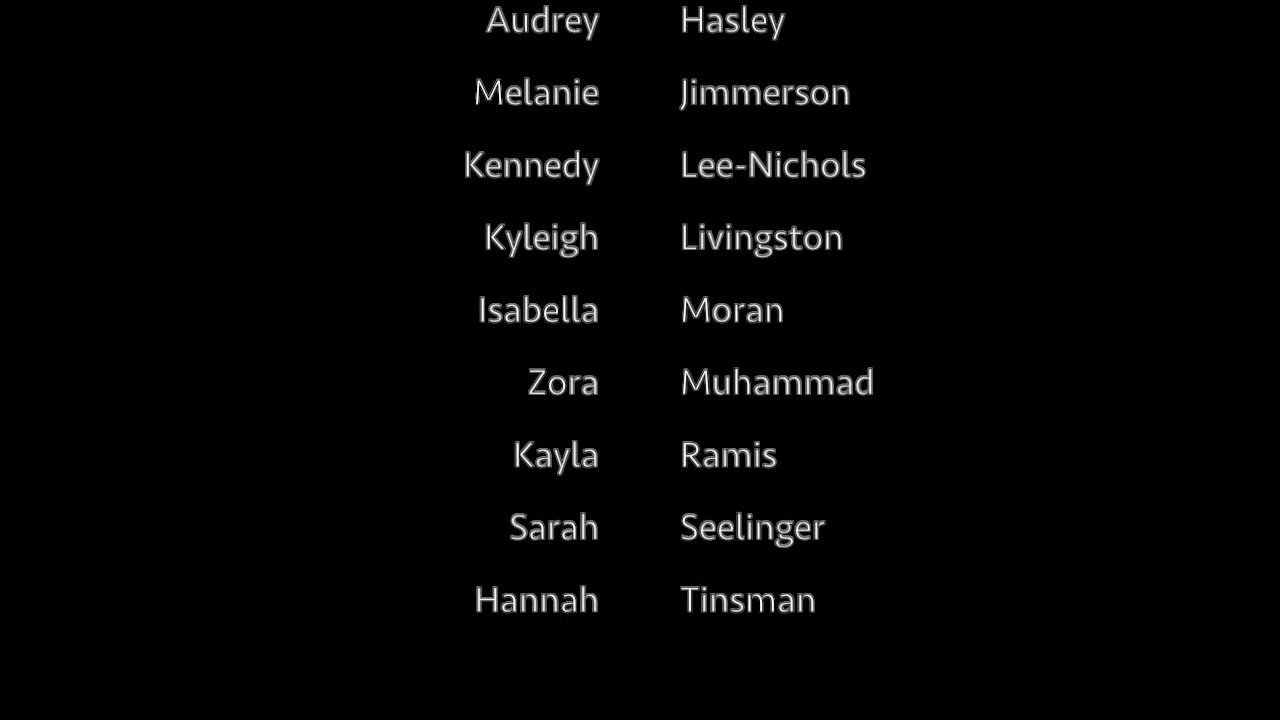 Audrey Hasley
Melanie Jimmerson
Kennedy Lee-Nichols
Kyleigh Livingston
Isabella Moran
Zora Muhammad
Kayla Ramis
Sarah Seelinger
Hannah Tinsman